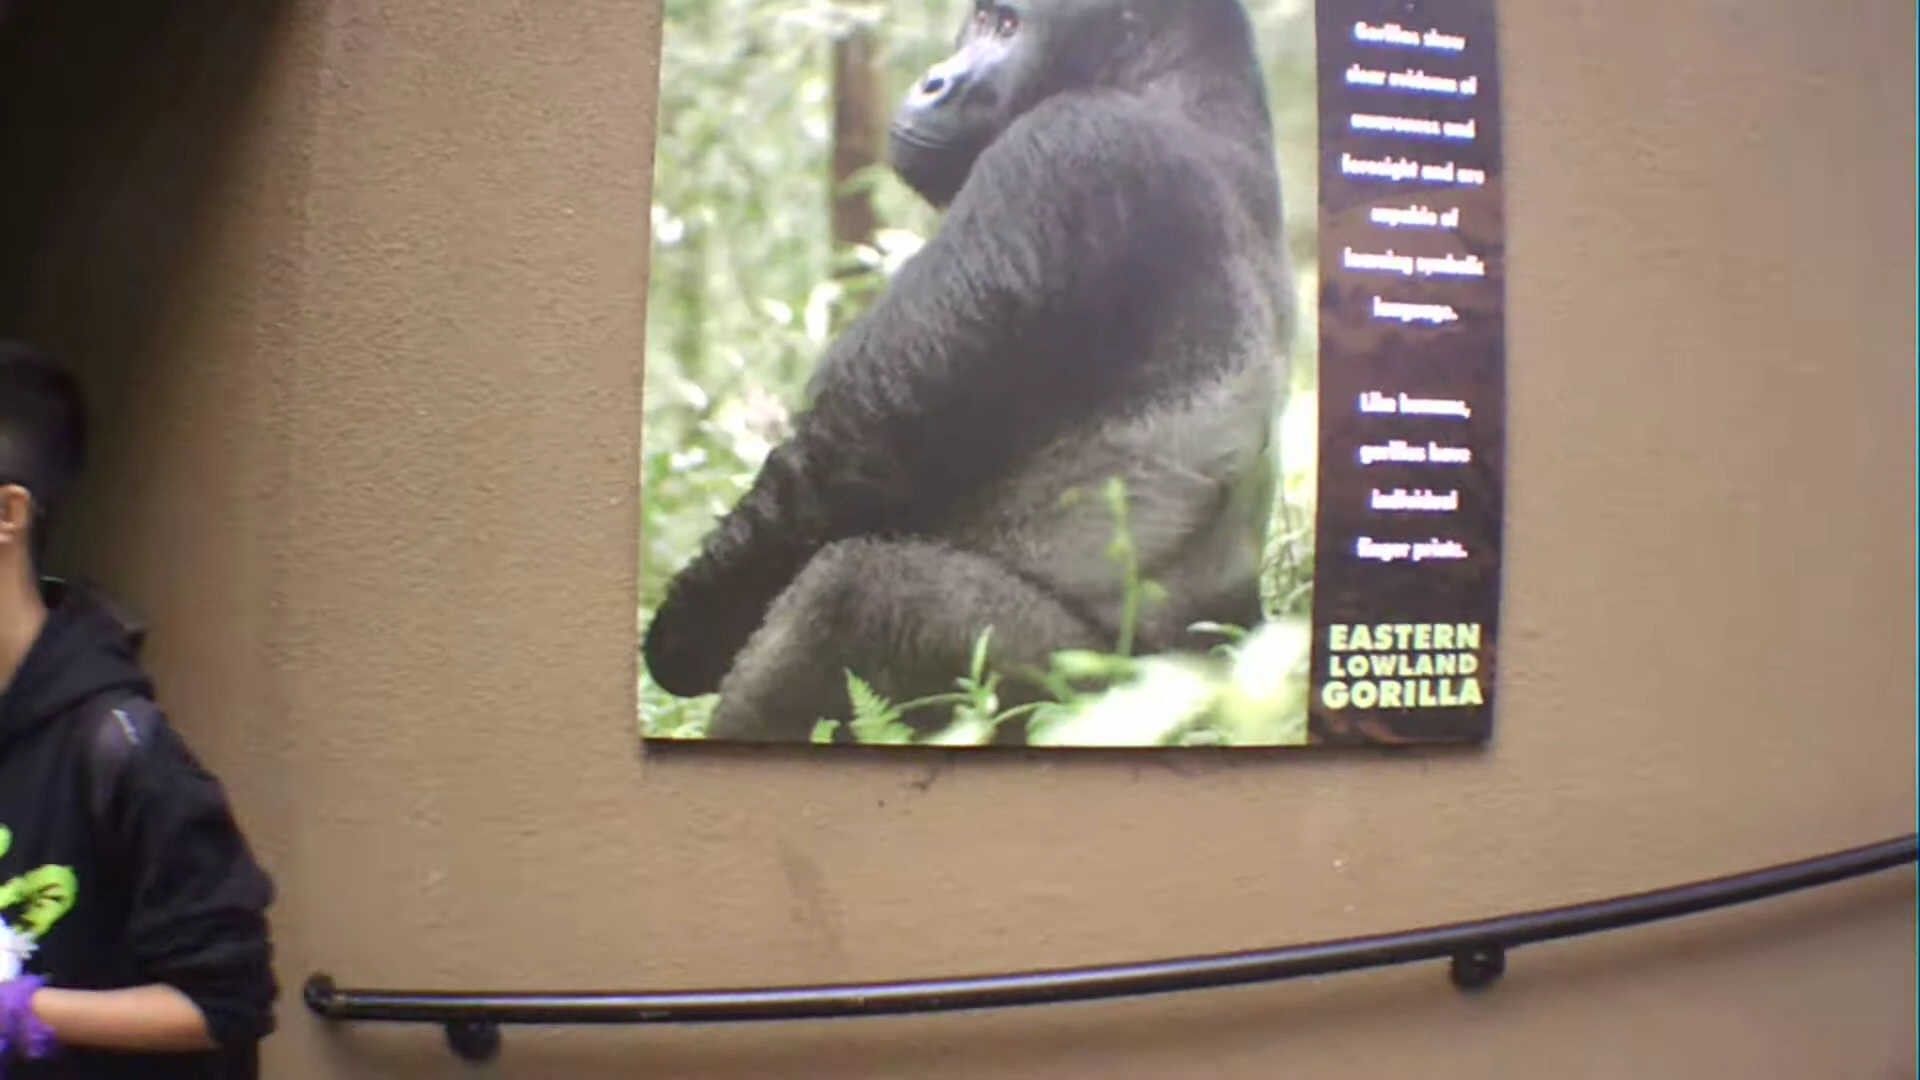 Gorillas show
clear evidence of
awareness and
foresight and are
capable of
learning symbolic
language.
Like humans,
gorillas have
individual
finger prints.
EASTERN
LOWLAND
GORILLA